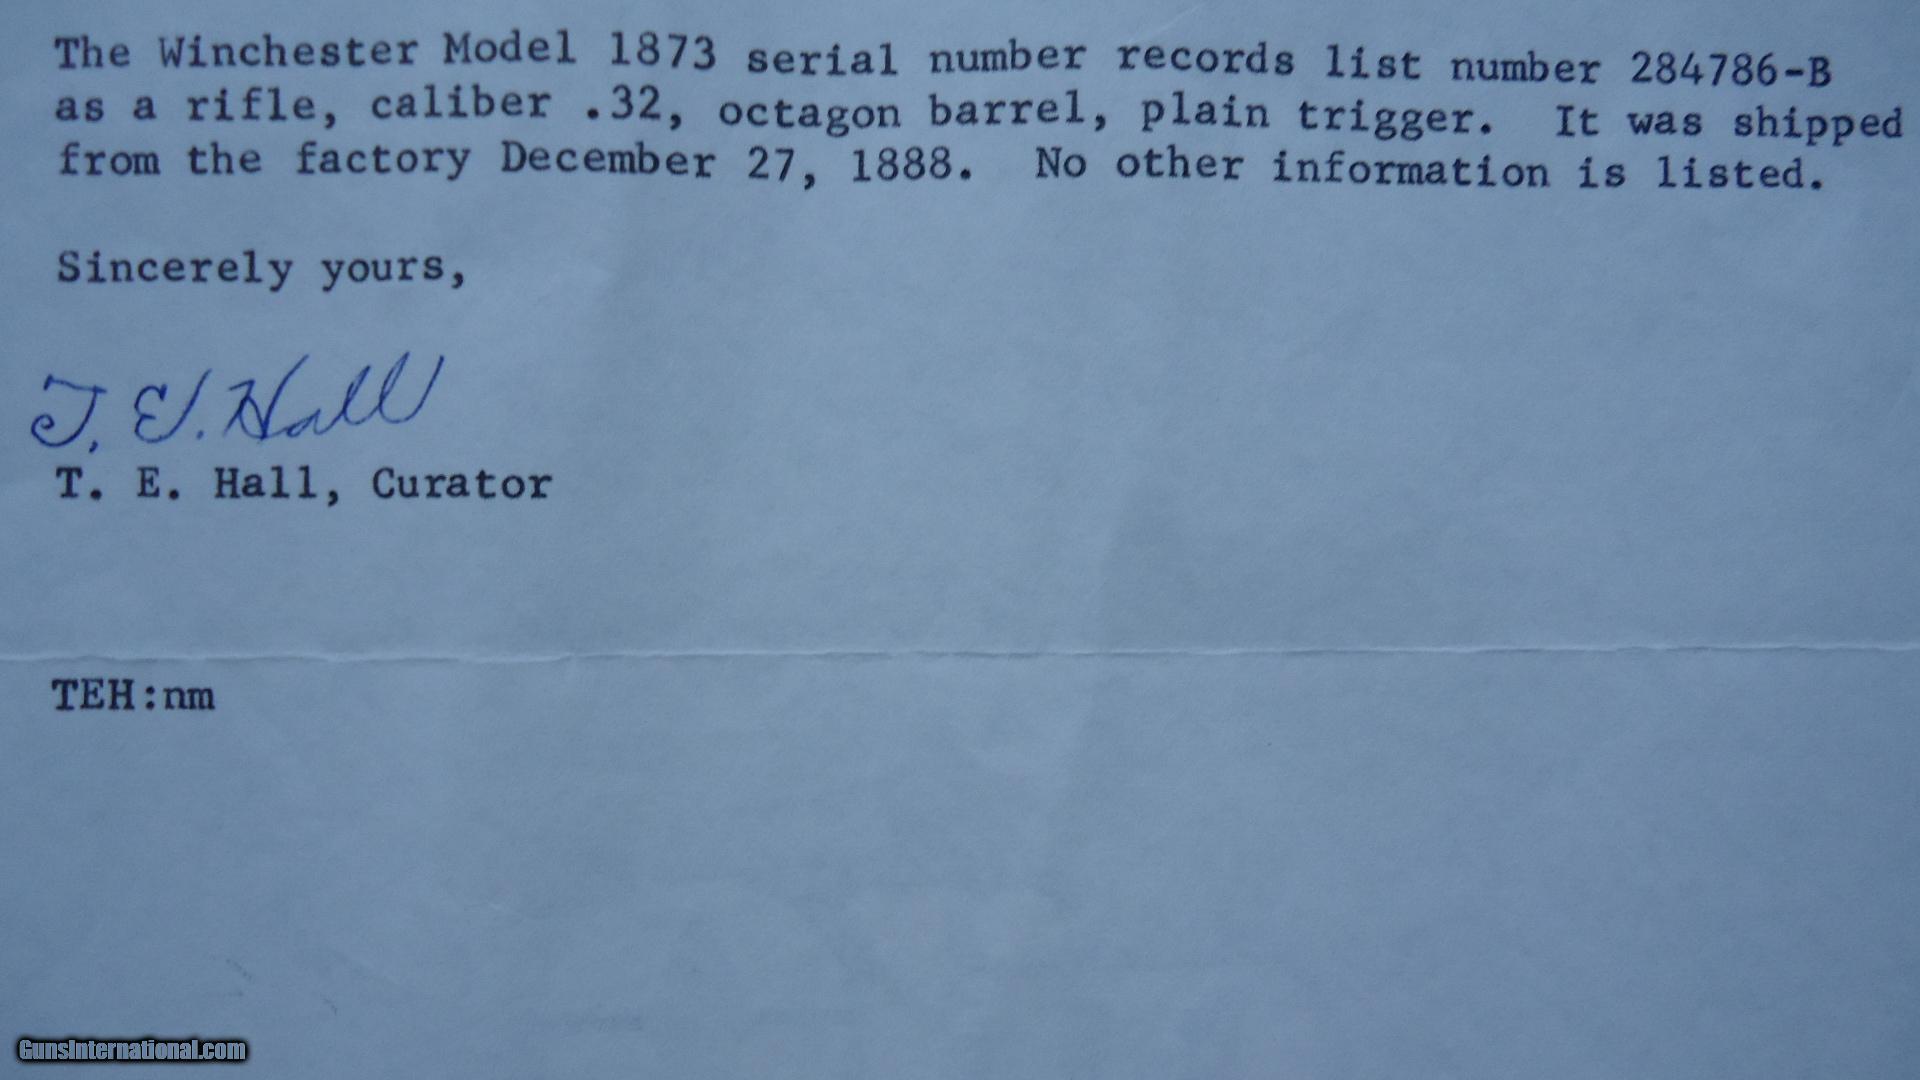 The Winchester Model 1873 serial number records list number 284786-B
as a rifle, caliber .32, octagon barrel, plain trigger. It was shipped
from the factory December 27, 1888. No other information is listed.
Sincerely yours,
T. E. Hall
T. E. Hall, Curator
TEH:nm
GunsInternational.com